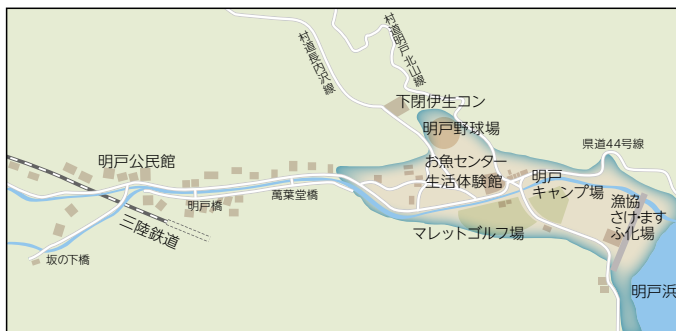 村道長内沢線
村道明戸北山線
下閉伊生コン
明戸野球場
県道44号線
明戸公民館
お魚センター
生活体験館
明戸
キャンプ場
萬葉堂橋
明戸橋
漁協
さけ・ます
ふ化場
三陸鉄道
マレットゴルフ場
坂の下橋
明戸浜